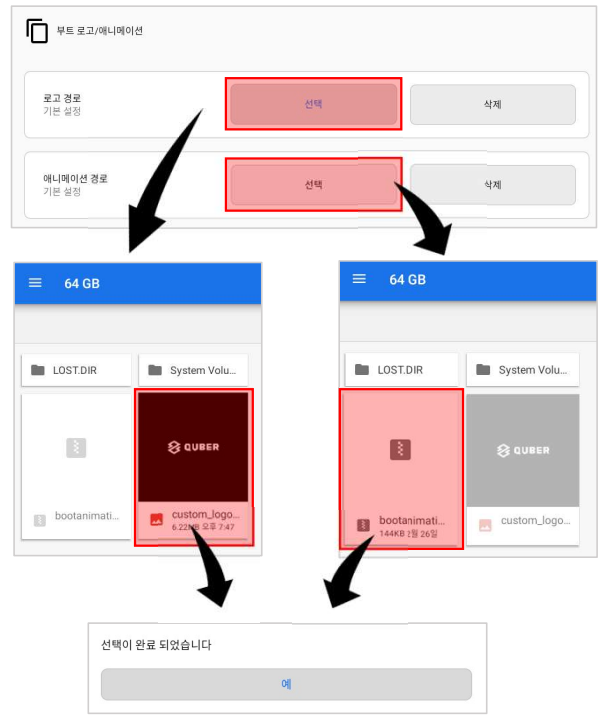 부트 로고/애니메이션
로고 경로
기본 설정
선택
삭제
애니메이션 경로
기본 설정
선택
삭제
64 GB
LOST.DIR
System Volu...
QUBER
bootanimati...
custom_logo...
6.22MB 오후 7:47
64 GB
LOST.DIR
System Volu...
QUBER
bootanimati...
144KB 2월 26일
custom_logo...
선택이 완료 되었습니다
예